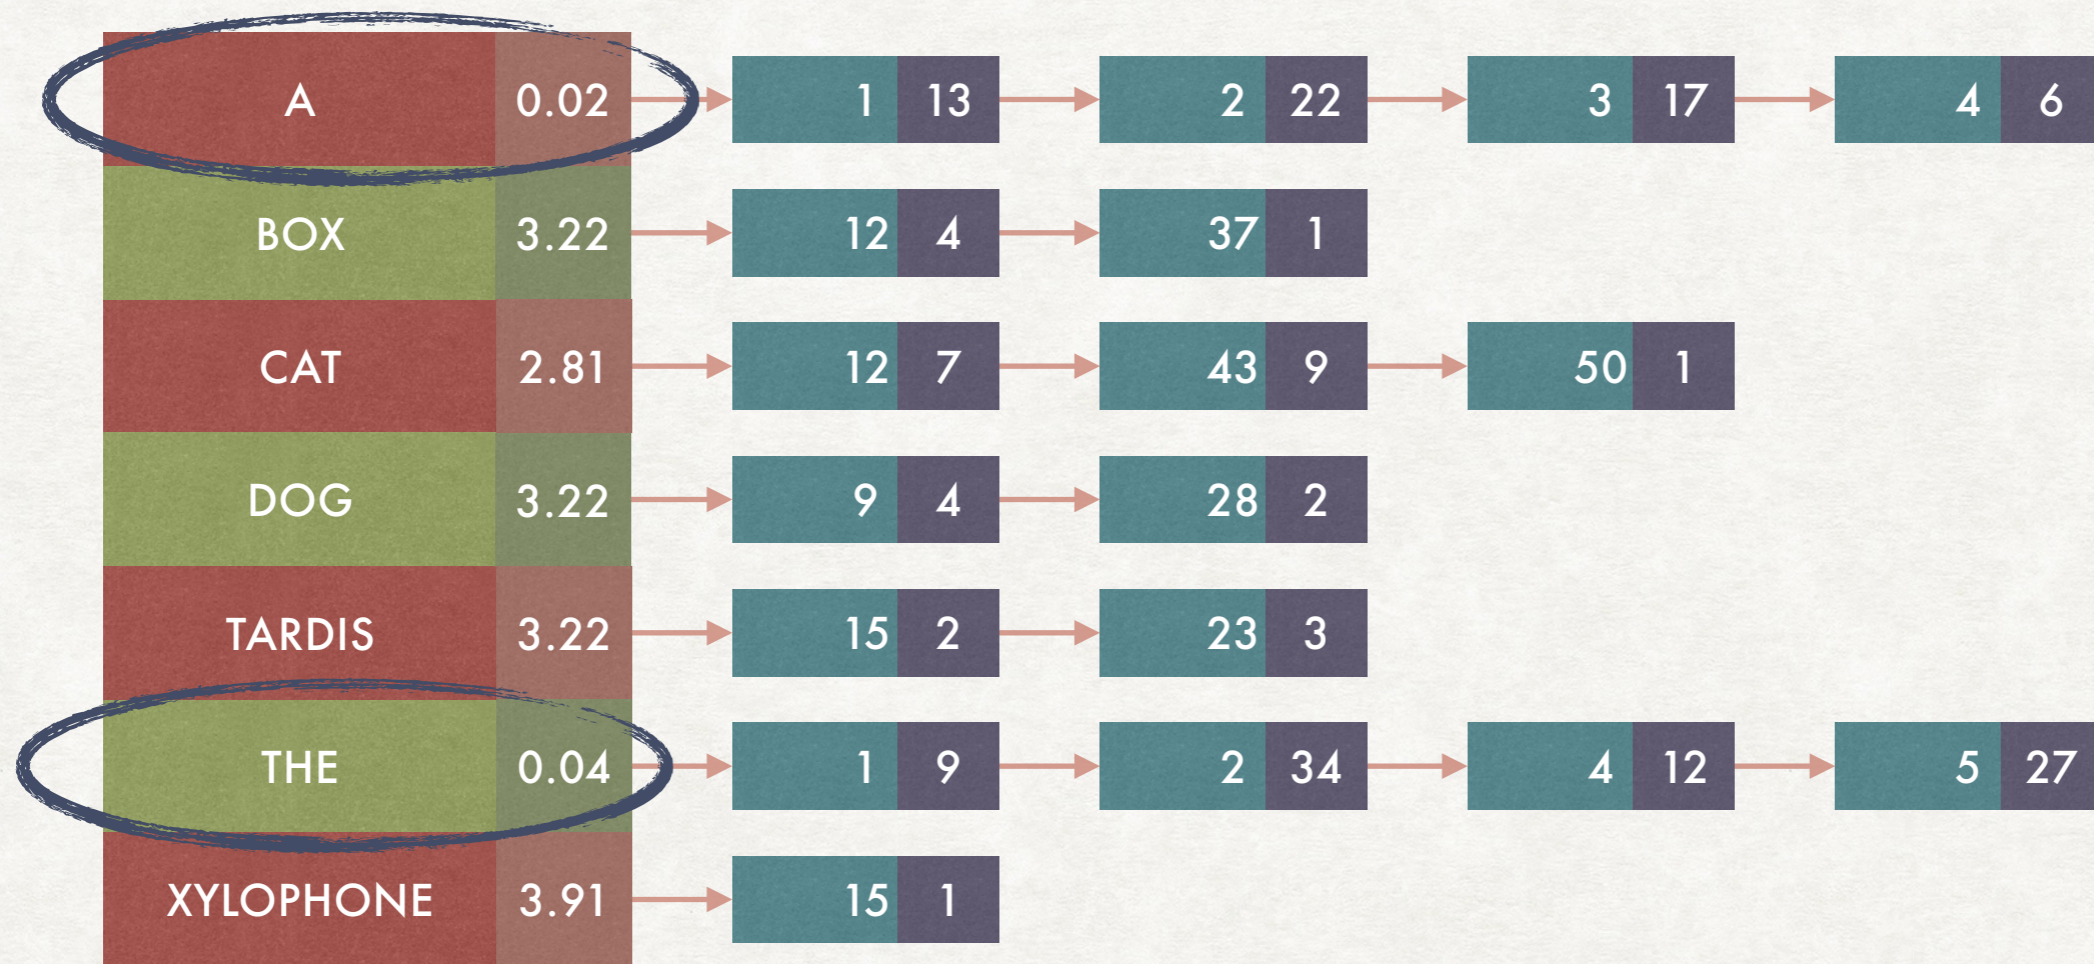 A 0.02 1 13 2 22 3 17 4 6
BOX 3.22 12 4 37 1
CAT 2.81 12 7 43 9 50 1
DOG 3.22 9 4 28 2
TARDIS 3.22 15 2 23 3
THE 0.04 1 9 2 34 4 12 5 27
XYLOPHONE 3.91 15 1